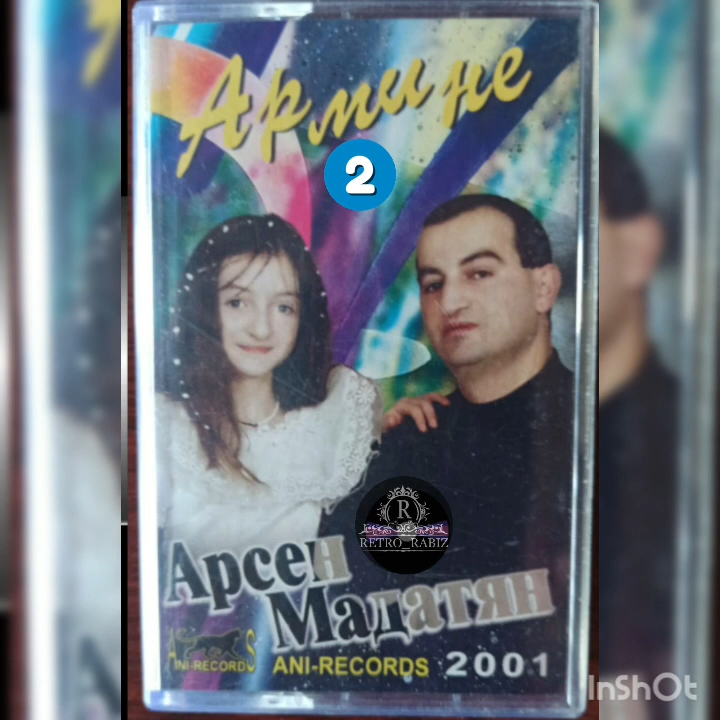 Армине
2
R
RETRO_RABIZ
Арсен
Мадатян
ANI-RECORDS
ANI-RECORDS 2001
InShOt